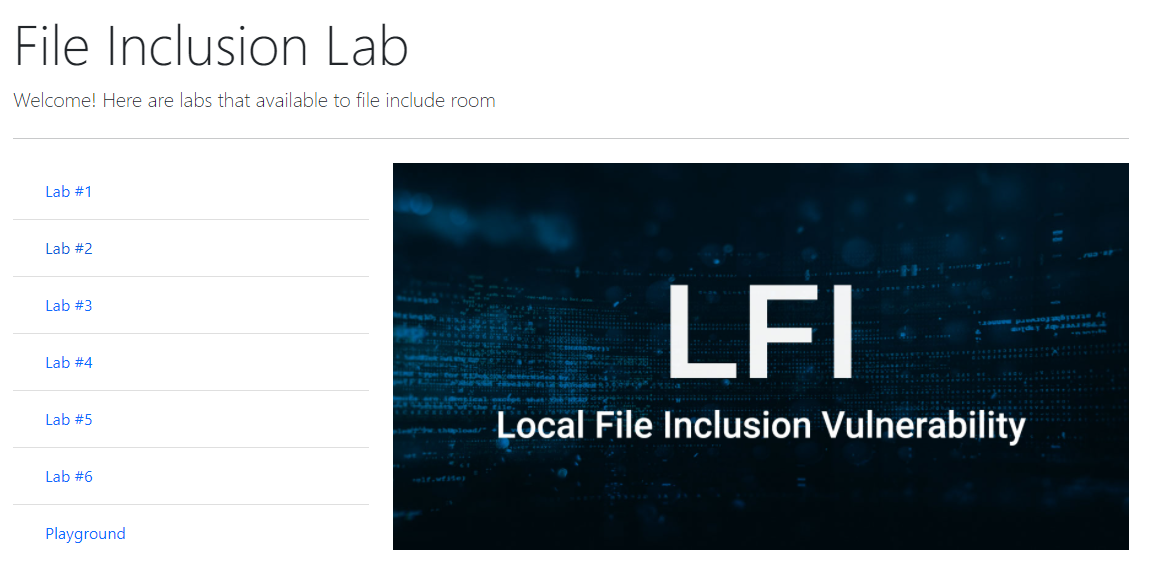 File Inclusion Lab
Welcome! Here are labs that available to file include room
Lab #1
Lab #2
Lab #3
Lab #4
Lab #5
Lab #6
Playground
LFI
Local File Inclusion Vulnerability